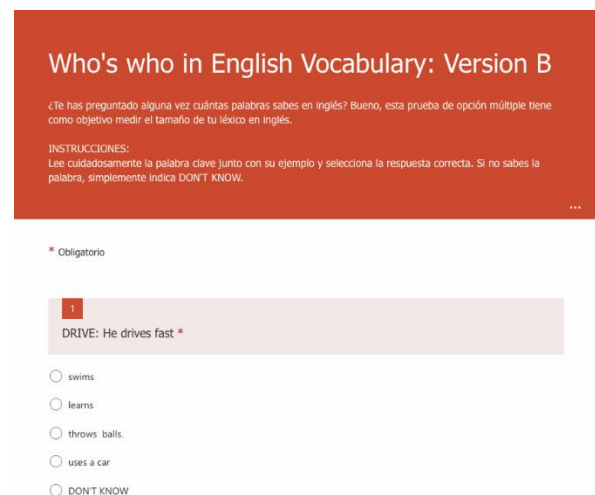 Who's who in English Vocabulary: Version B
¿Te has preguntado alguna vez cuántas palabras sabes en inglés? Bueno, esta prueba de opción múltiple tiene
como objetivo medir el tamaño de tu léxico en inglés.
INSTRUCCIONES:
Lee cuidadosamente la palabra clave junto con su ejemplo y selecciona la respuesta correcta. Si no sabes la
palabra, simplemente indica DON'T KNOW.
...
* Obligatorio
1
DRIVE: He drives fast *
swims
learns
throws balls.
uses a car
DON'T KNOW